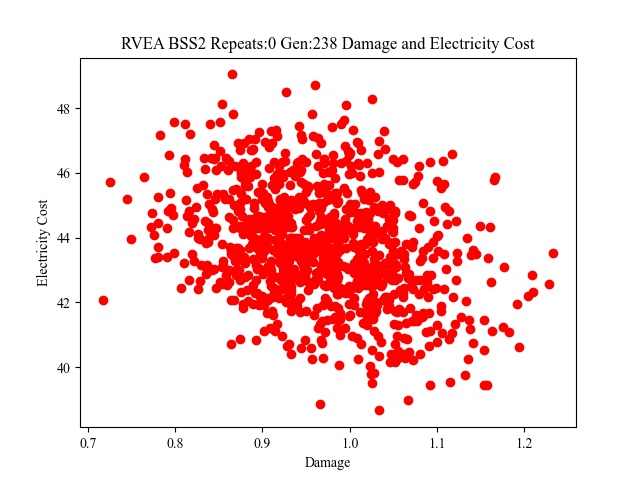 RVEA BSS2 Repeats:0 Gen:238 Damage and Electricity Cost
48
46
44
42
40
Electricity Cost
0.7 0.8 0.9 1.0 1.1 1.2
Damage